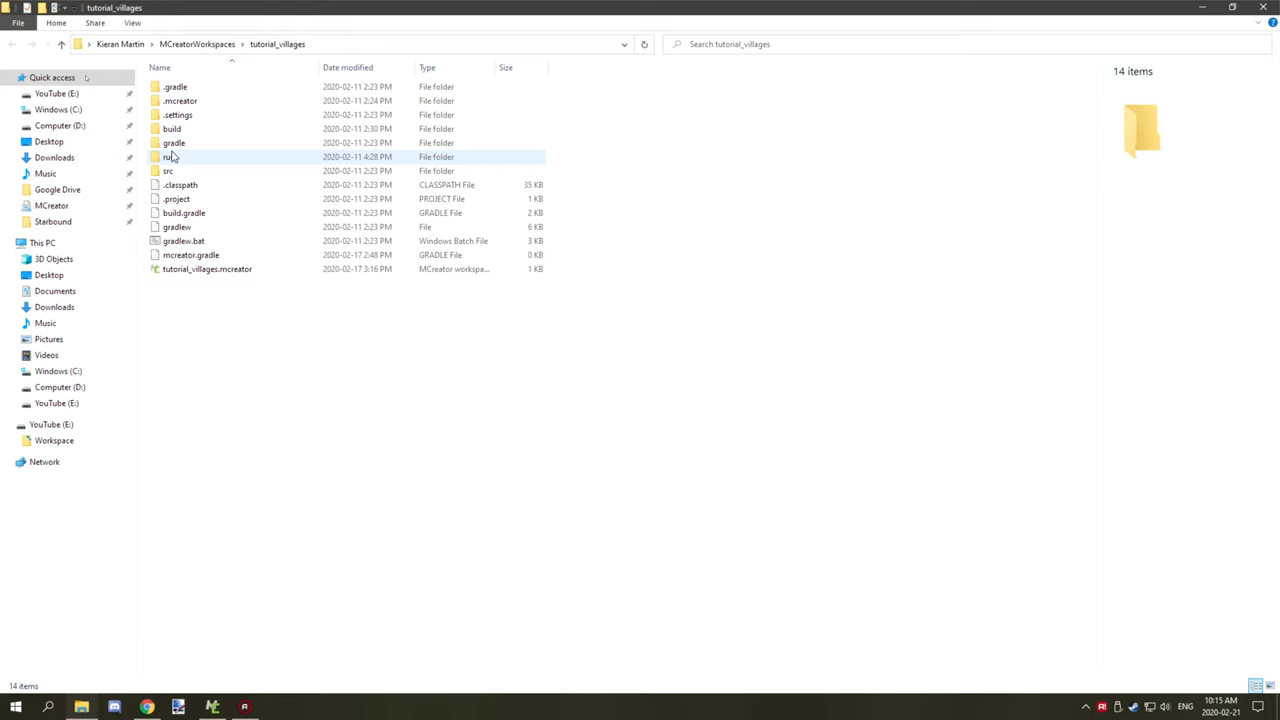 tutorial_villages
File Home Share View
Kieran Martin MCreatorWorkspaces tutorial_villages Search tutorial_villages
Name Date modified Type Size
Quick access
YouTube (E:)
Windows (C:)
Computer (D:)
Desktop
Downloads
Music
Google Drive
MCreator
Starbound
This PC
3D Objects
Desktop
Documents
Downloads
Music
Pictures
Videos
Windows (C:)
Computer (D:)
YouTube (E:)
YouTube (E:)
Workspace
Network
.gradle 2020-02-11 2:23 PM File folder
.mcreator 2020-02-11 2:24 PM File folder
.settings 2020-02-11 2:23 PM File folder
build 2020-02-11 2:30 PM File folder
gradle 2020-02-11 2:23 PM File folder
2020-02-11 4:28 PM File folder
src 2020-02-11 2:23 PM File folder
.classpath 2020-02-11 2:23 PM CLASSPATH File 35 KB
.project 2020-02-11 2:23 PM PROJECT File 1 KB
build.gradle 2020-02-11 2:23 PM GRADLE File 2 KB
gradlew 2020-02-11 2:23 PM File 6 KB
gradlew.bat 2020-02-11 2:23 PM Windows Batch File 3 KB
mcreator.gradle 2020-02-17 2:48 PM GRADLE File 0 KB
tutorial_villages.mcreator 2020-02-17 3:16 PM MCreator workspa... 1 KB
14 items
14 items
ENG
10:15 AM
2020-02-21